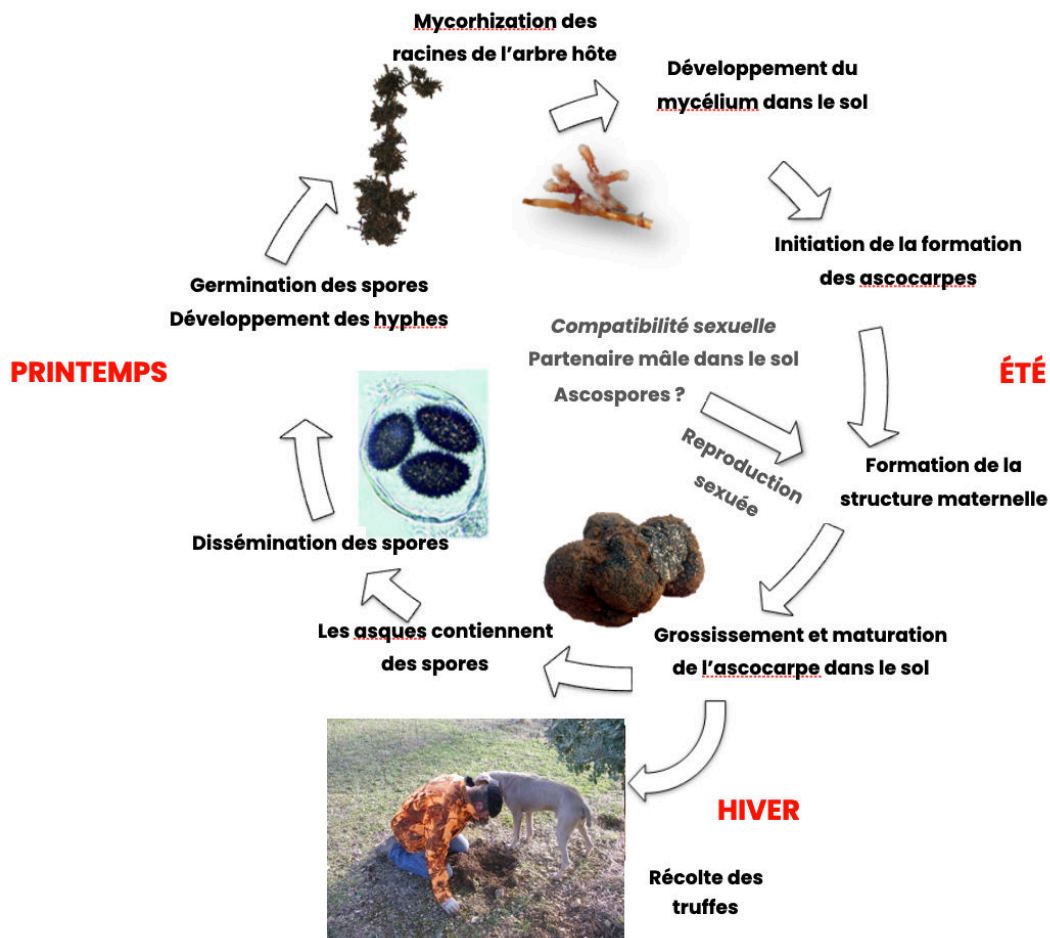 Mycorhization des
racines de l'arbre hôte
Développement du
mycélium dans le sol
Initiation de la formation
des ascocarpes
Germination des spores
Développement des hyphes
Compatibilité sexuelle
Partenaire mâle dans le sol
Ascospores ?
PRINTEMPS
ÉTÉ
Reproduction
sexuée
Formation de la
structure maternelle
Dissémination des spores
Les asques contiennent
des spores
Grossissement et maturation
de l'ascocarpe dans le sol
HIVER
Récolte des
truffes